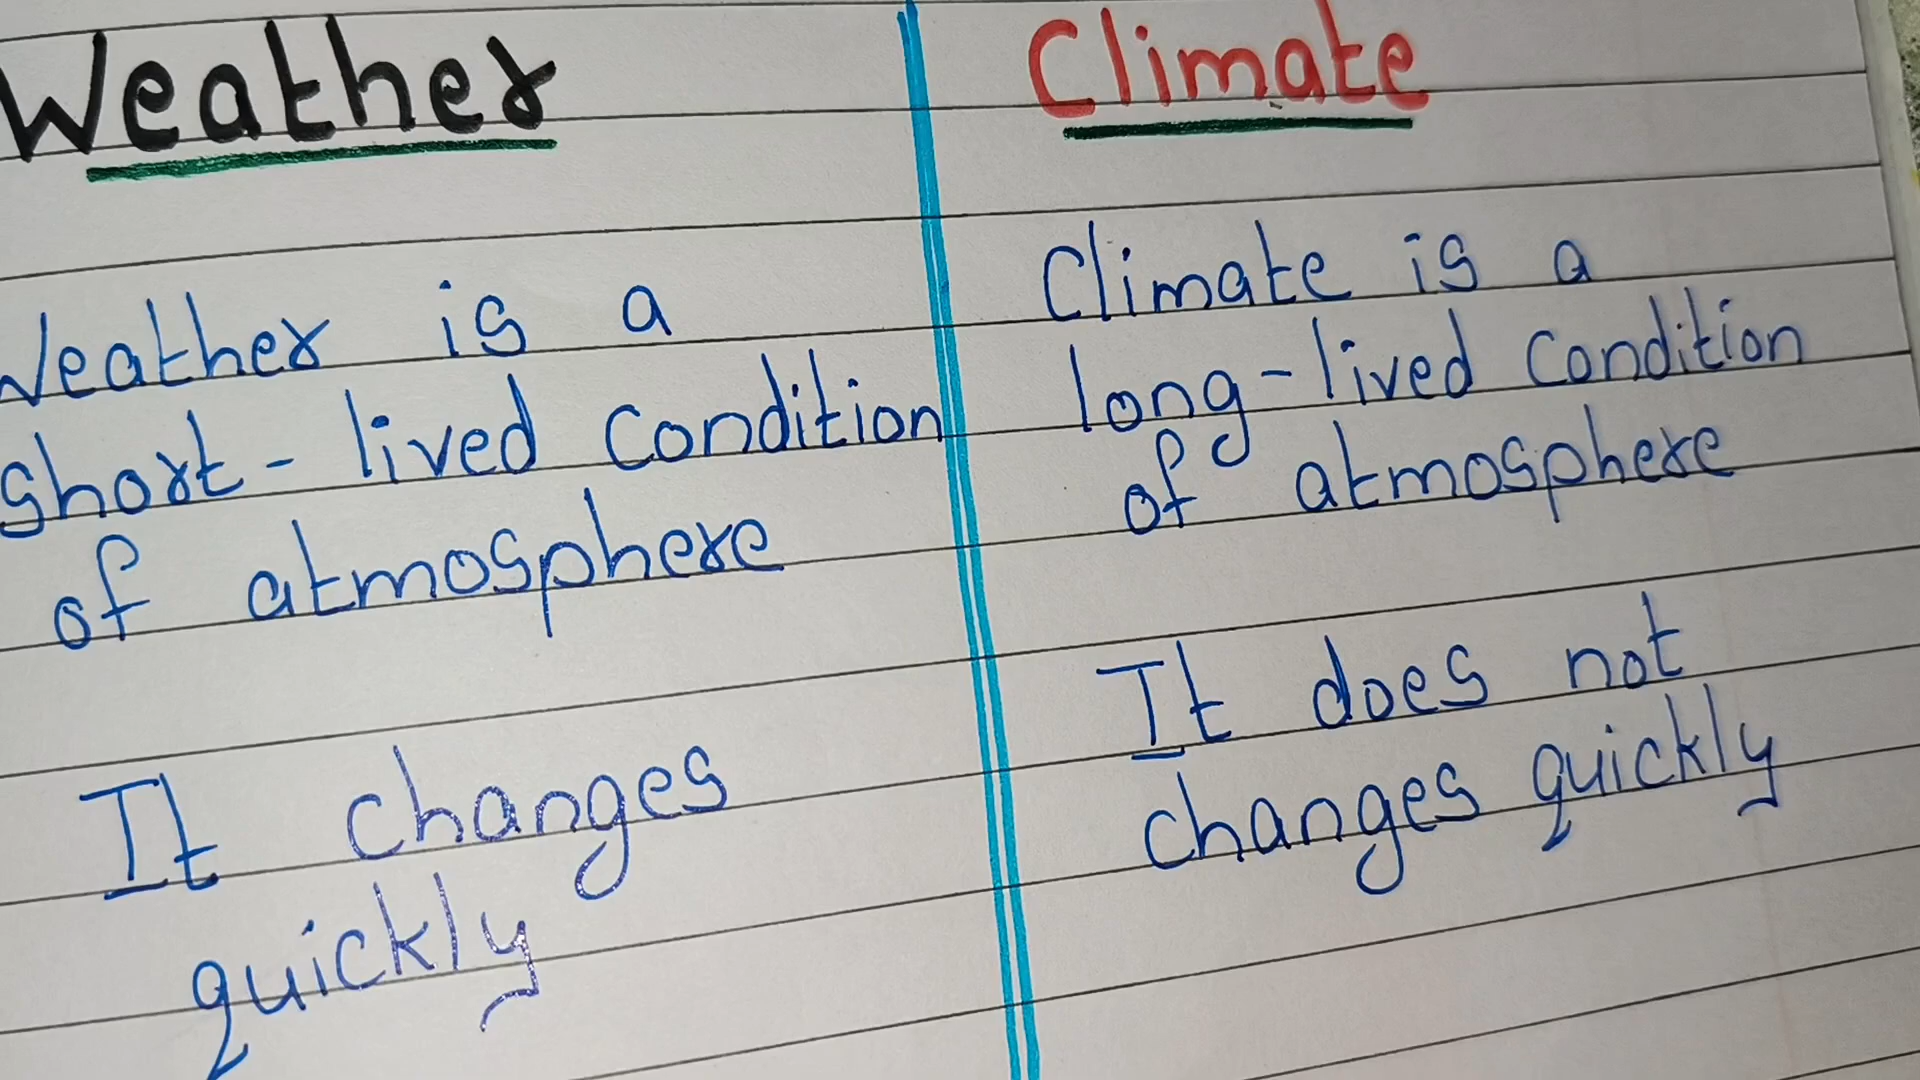 Weather
Weather is a
short-lived condition
of atmosphere
It changes
quickly
Climate
Climate is a
long-lived condition
of atmosphere
It does not
changes quickly